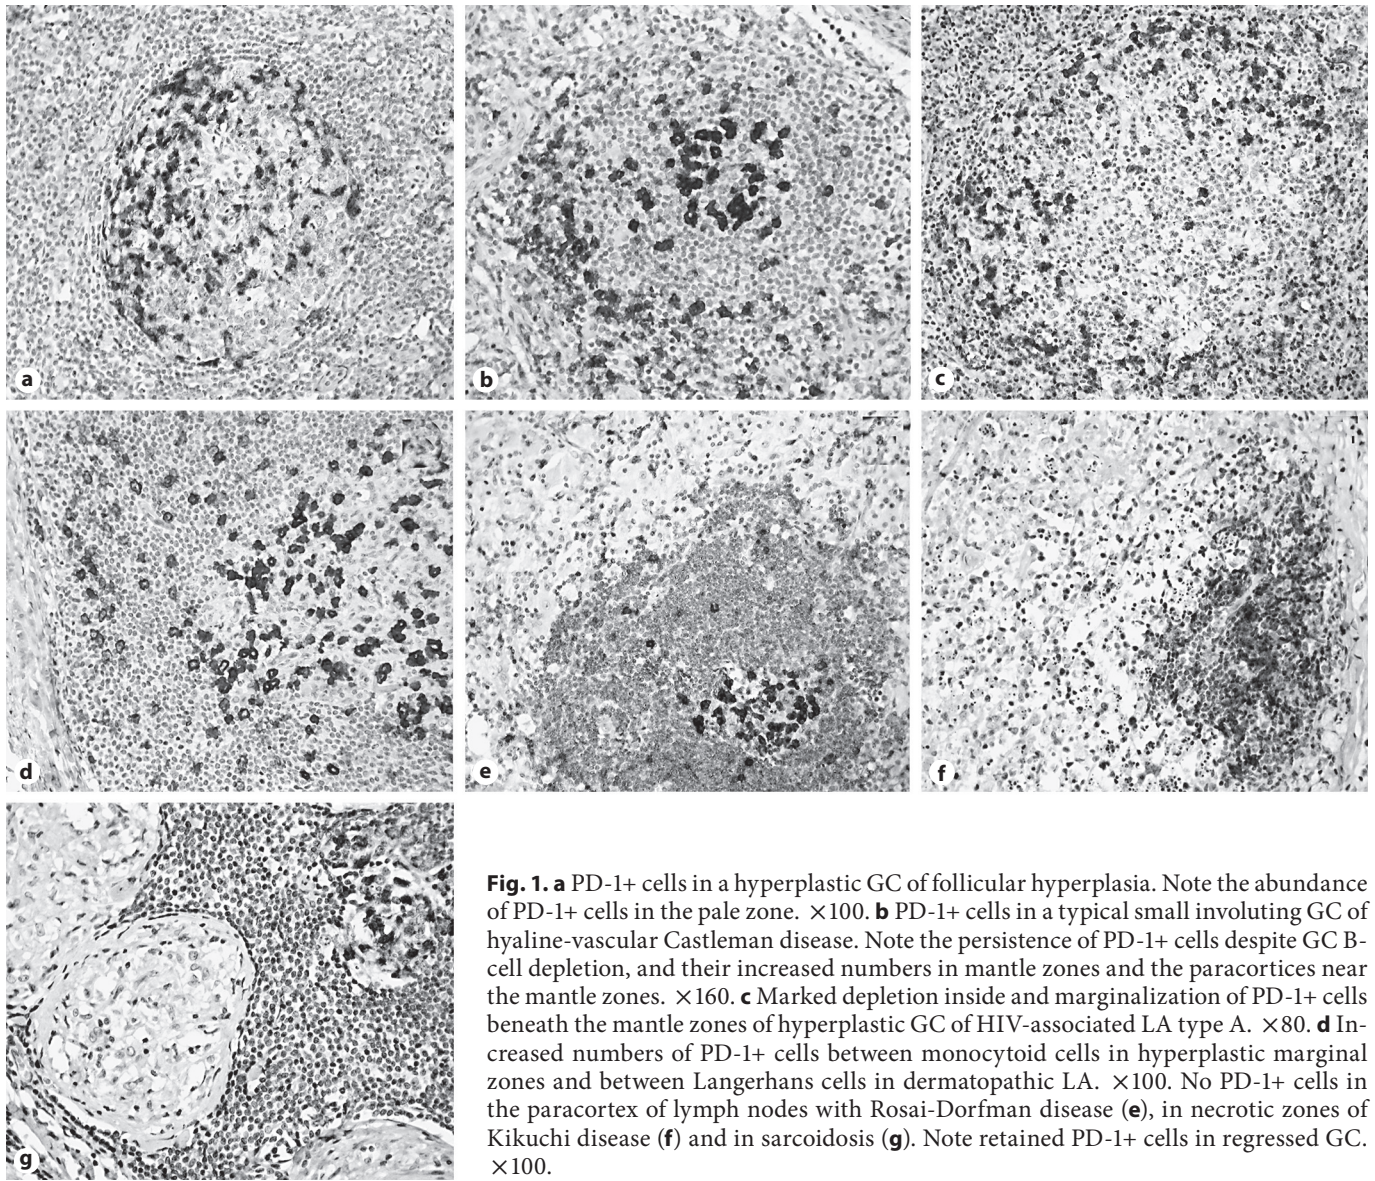 a
b
c
d
e
f
g
Fig. 1. a PD-1+ cells in a hyperplastic GC of follicular hyperplasia. Note the abundance
of PD-1+ cells in the pale zone. ×100. b PD-1+ cells in a typical small involuting GC of
hyaline-vascular Castleman disease. Note the persistence of PD-1+ cells despite GC B-
cell depletion, and their increased numbers in mantle zones and the paracortices near
the mantle zones. ×160. c Marked depletion inside and marginalization of PD-1+ cells
beneath the mantle zones of hyperplastic GC of HIV-associated LA type A. ×80. d In-
creased numbers of PD-1+ cells between monocytoid cells in hyperplastic marginal
zones and between Langerhans cells in dermatopathic LA. ×100. No PD-1+ cells in
the paracortex of lymph nodes with Rosai-Dorfman disease (e), in necrotic zones of
Kikuchi disease (f) and in sarcoidosis (g). Note retained PD-1+ cells in regressed GC.
×100.